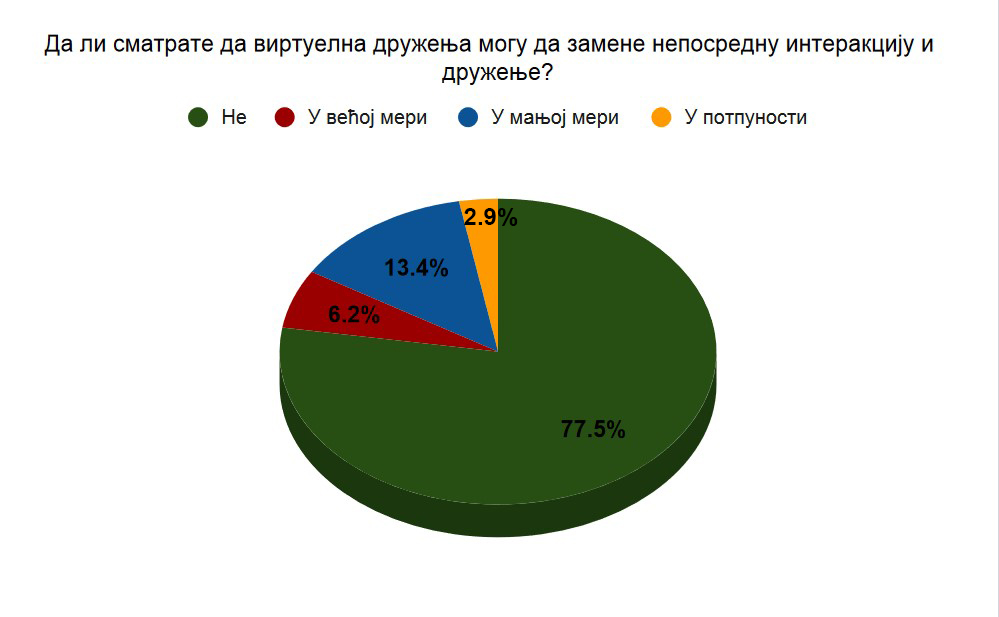 Да ли сматрате да виртуелна дружења могу да замене непосредну интеракцију и
дружење?
Не У већој мери У мањој мери У потпуности
2.9%
13.4%
6.2%
77.5%